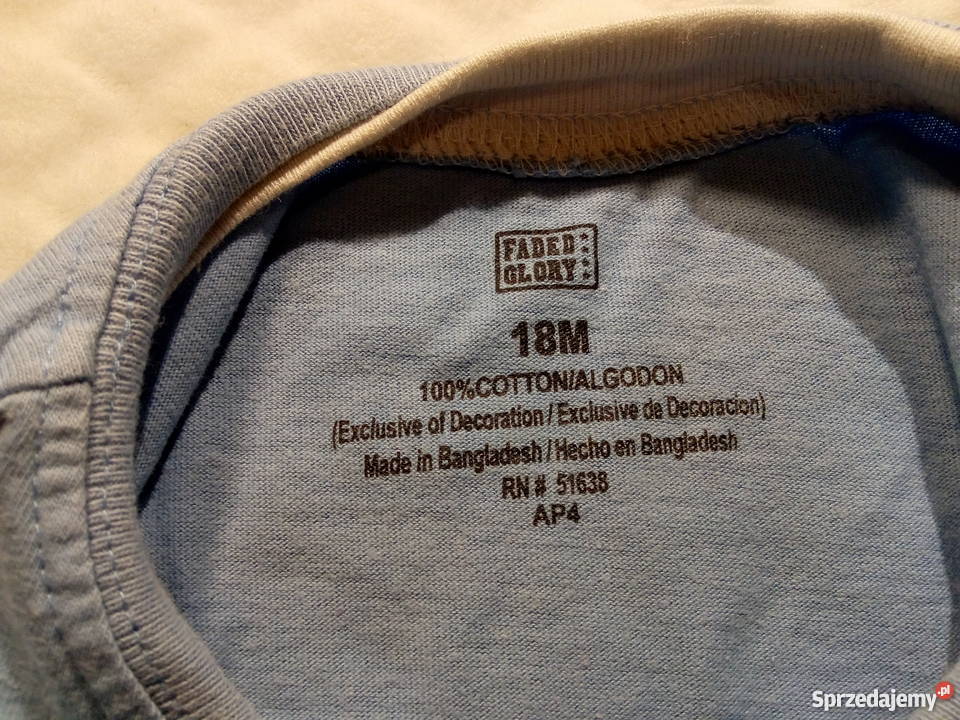 FADED
GLORY
18M
100%COTTON/ALGODON
(Exclusive of Decoration / Exclusive de Decoracion)
Made in Bangladesh / Hecho en Bangladesh
RN # 51638
AP4
Sprzedajemy.pl